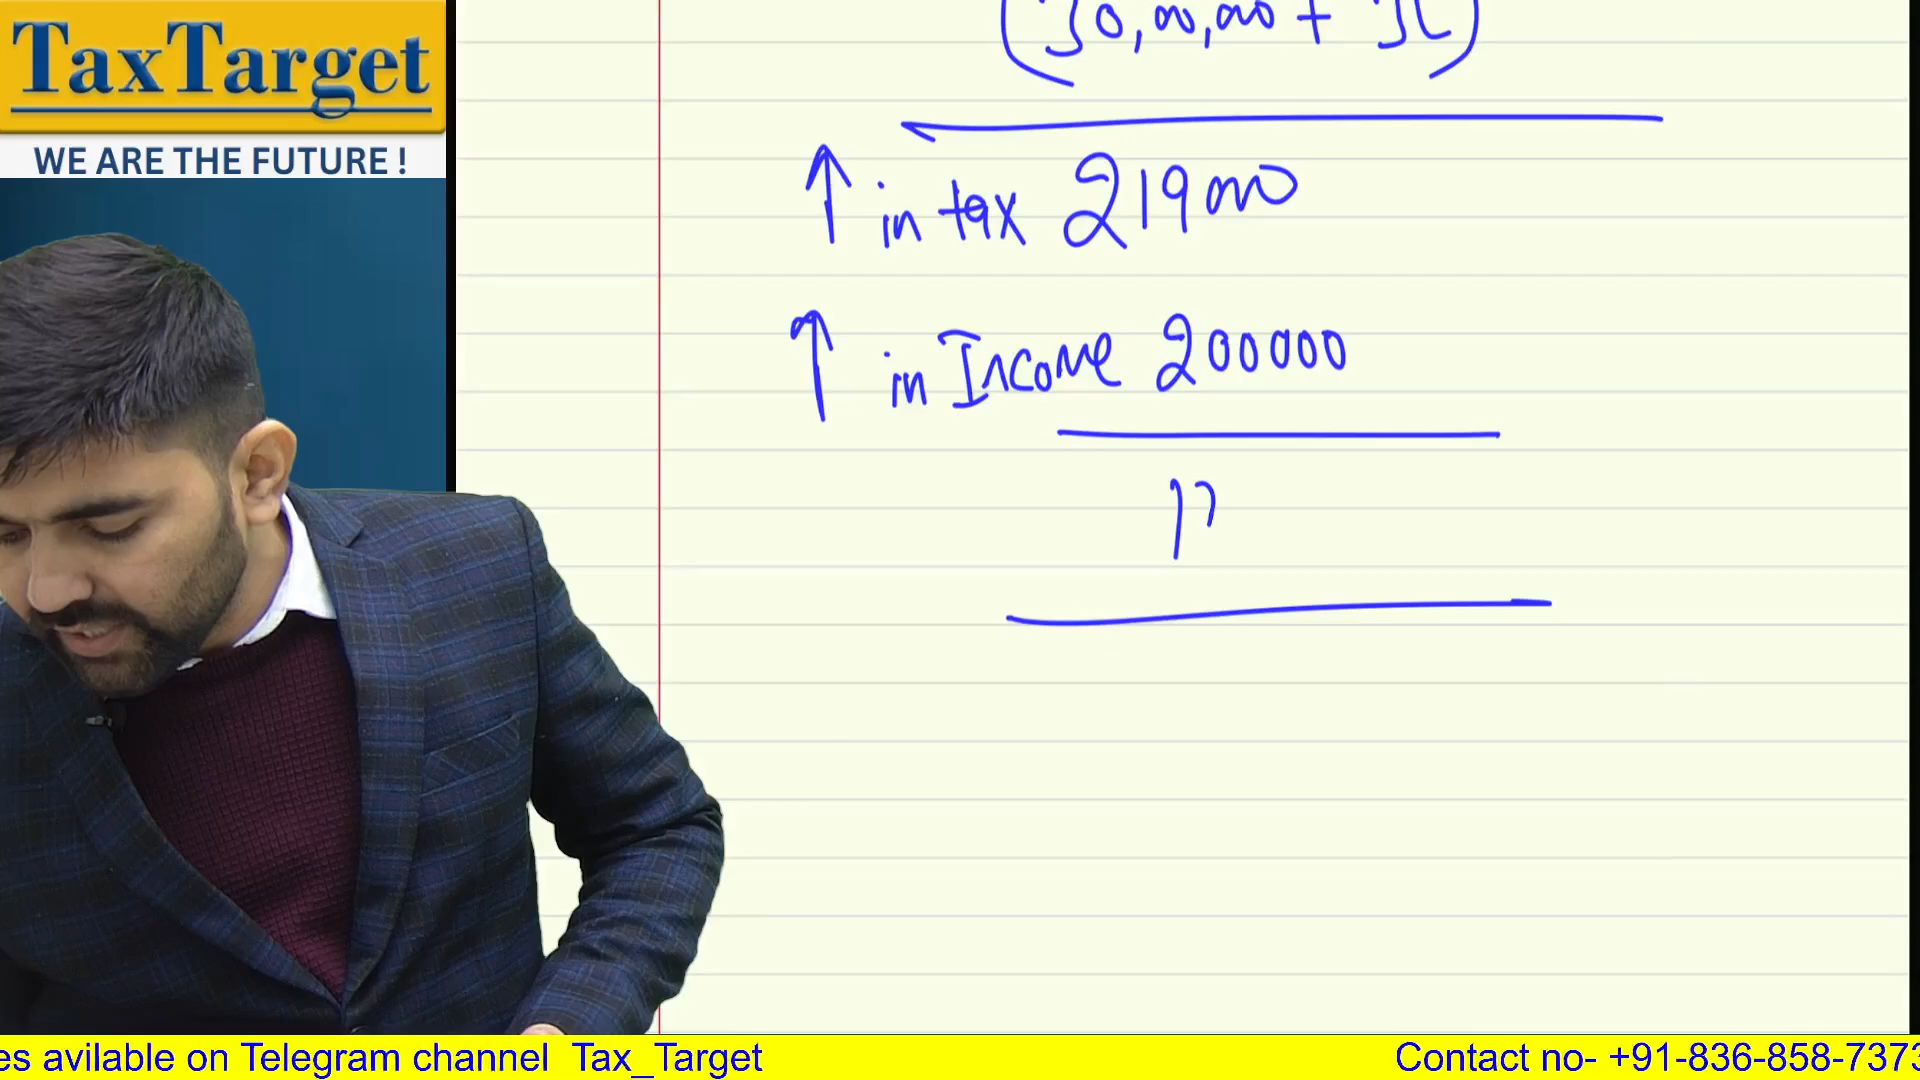 TaxTarget
WE ARE THE FUTURE !
+
↑ in tax 219000
↑ in Income 200000
es avilable on Telegram channel Tax_Target
Contact no- +91-836-858-7373